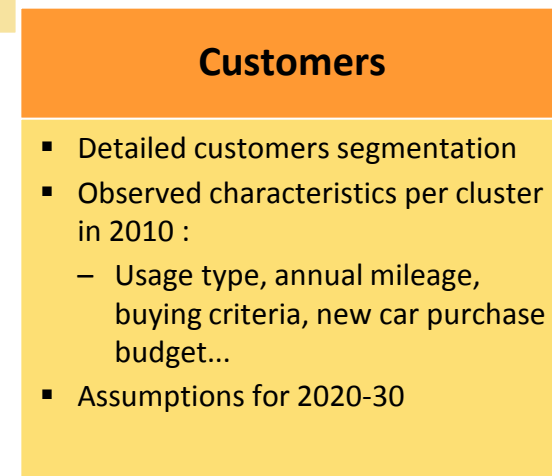 Customers
▪ Detailed customers segmentation
▪ Observed characteristics per cluster
in 2010 :
– Usage type, annual mileage,
buying criteria, new car purchase
budget...
▪ Assumptions for 2020-30